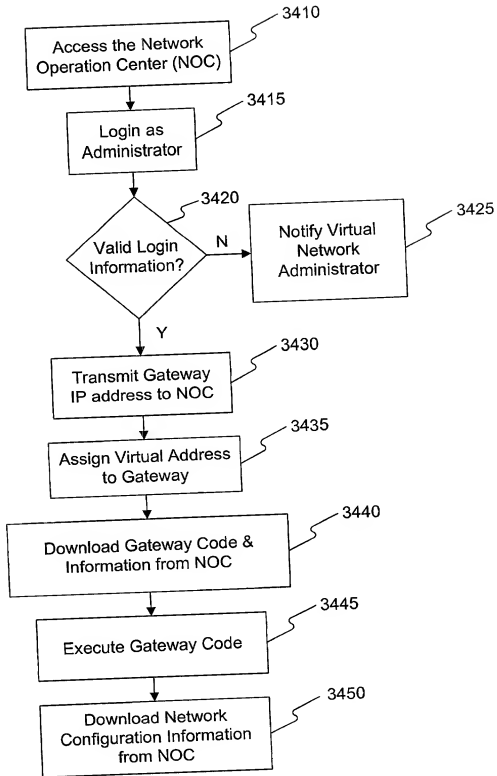 3410
Access the Network
Operation Center (NOC)
3415
Login as
Administrator
3420
Valid Login
Information?
N
3425
Notify Virtual
Network
Administrator
Y
3430
Transmit Gateway
IP address to NOC
3435
Assign Virtual Address
to Gateway
3440
Download Gateway Code &
Information from NOC
3445
Execute Gateway Code
3450
Download Network
Configuration Information
from NOC